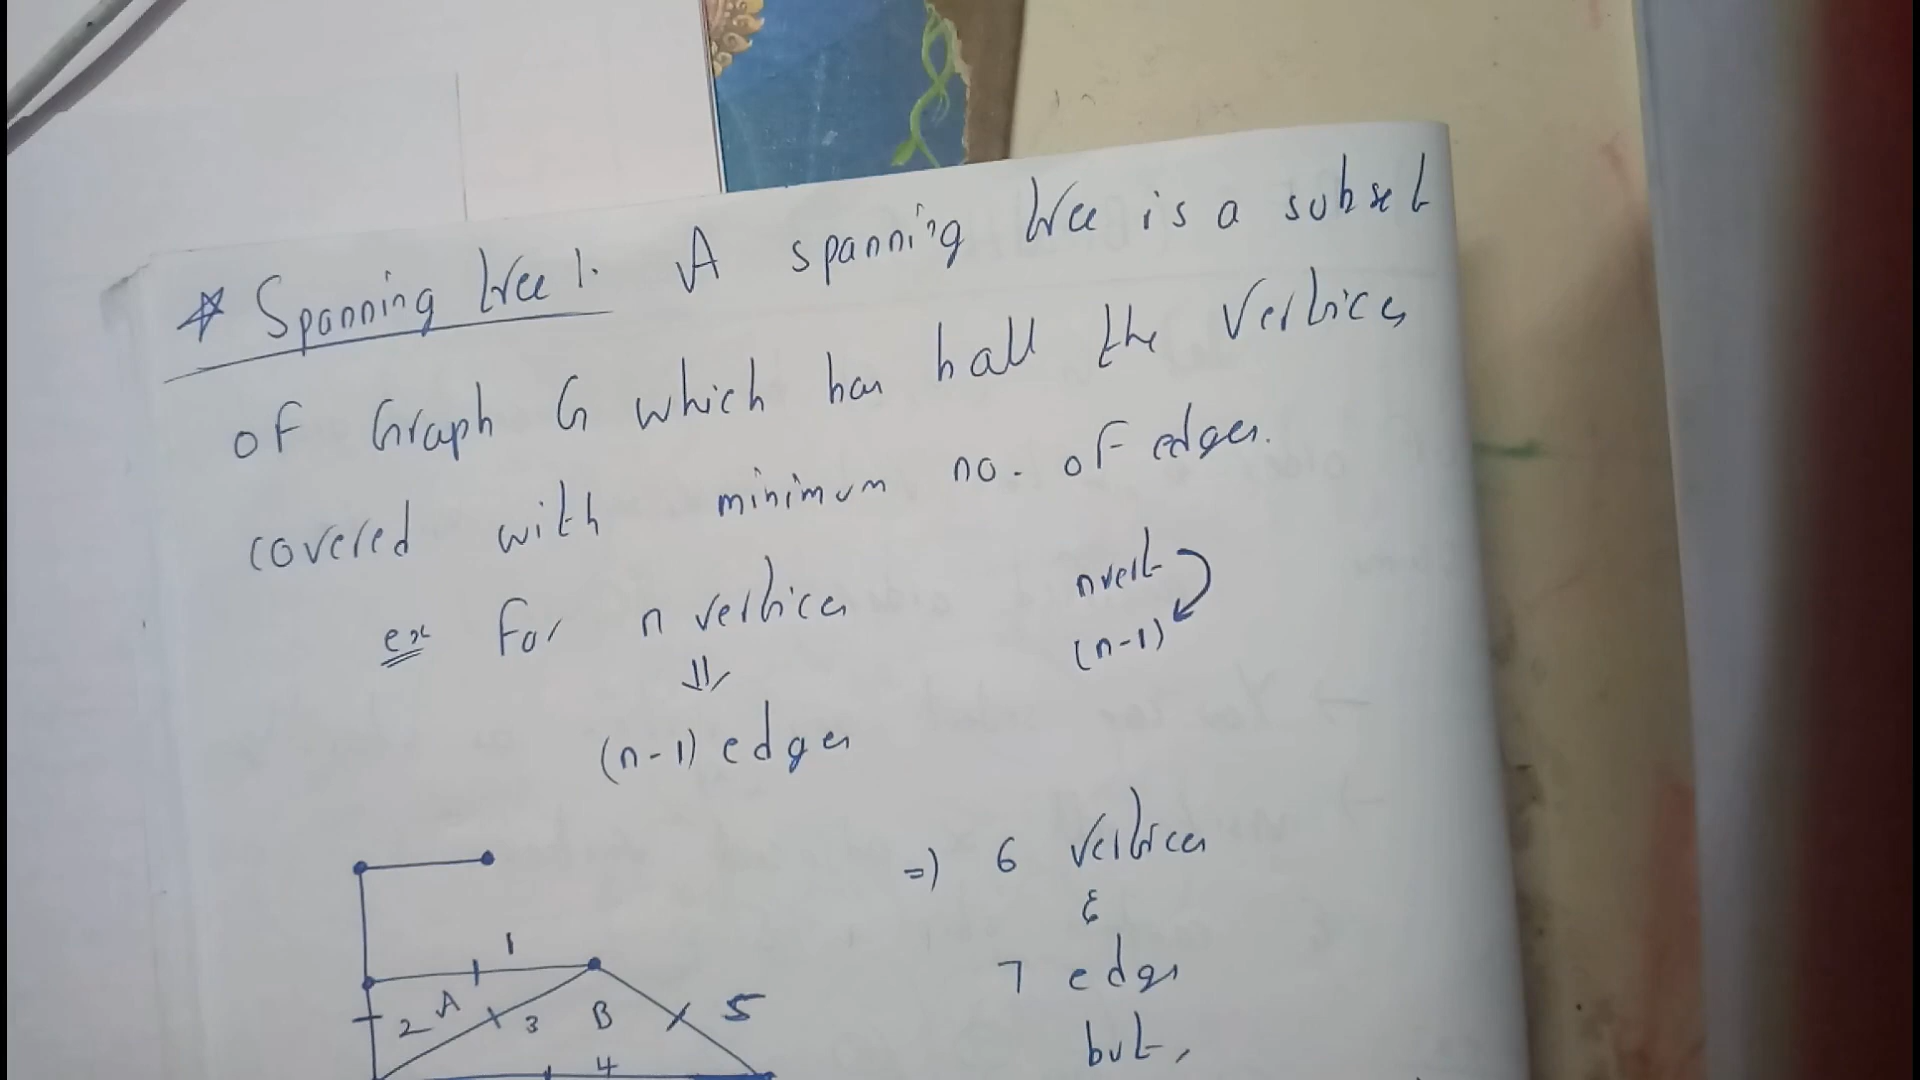 * Spanning tree :- A spanning tree is a subset
of Graph G which has hall the vertices
covered with minimum no. of edges.
ex For n vertices
⇓
(n-1) edges
n vert
(n-1)
1
A
2
3
B
5
4
=) 6 vertices
&
7 edges
but,